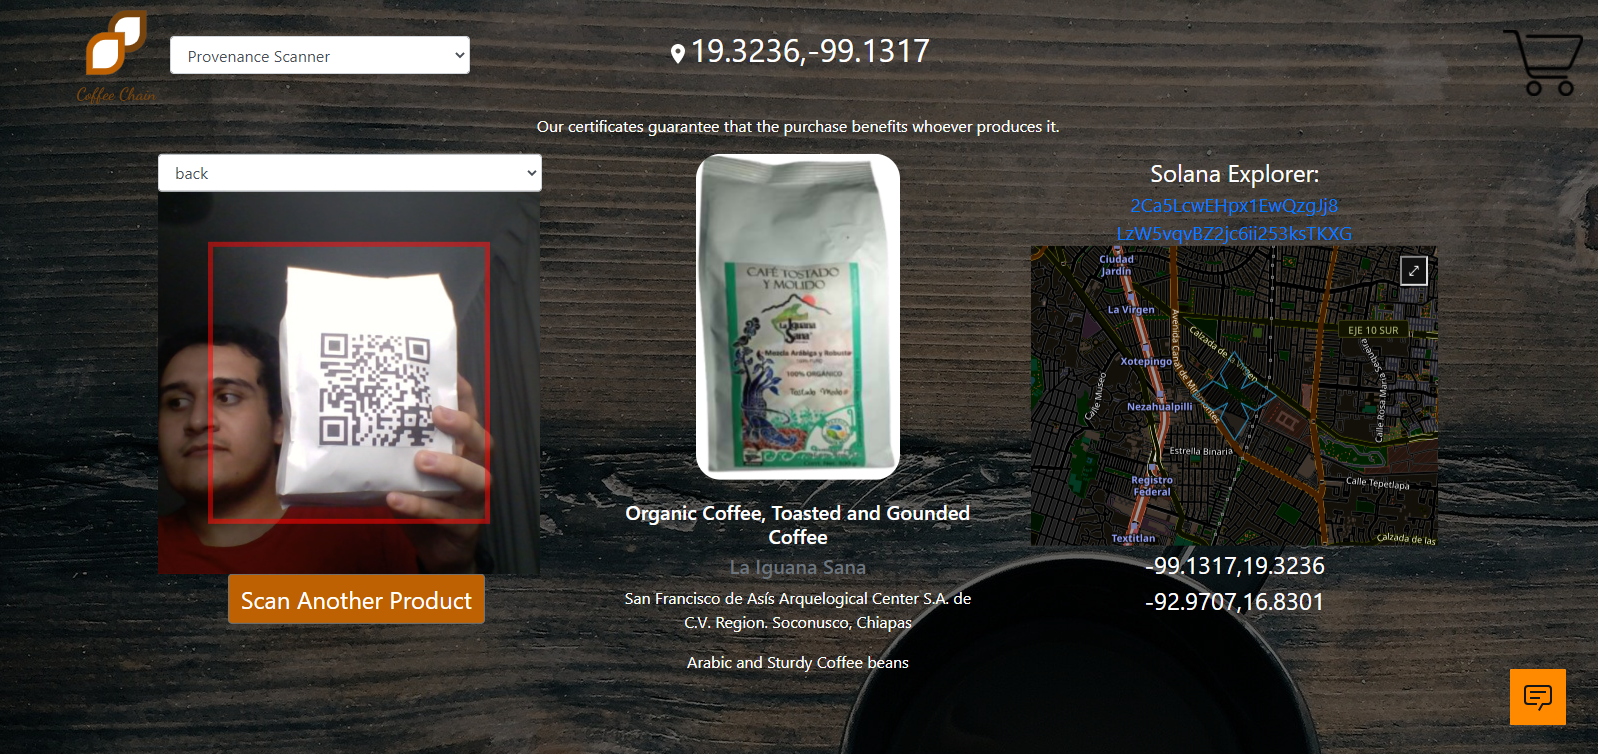 Coffee Chain
Provenance Scanner
19.3236,-99.1317
Our certificates guarantee that the purchase benefits whoever produces it.
back
Scan Another Product
CAFÉ TOSTADO
Y MOLIDO
La Iguana
Sana
Mezcla Arábiga y Robusta
100% ORGÁNICO
Tostado Medio
Organic Coffee, Toasted and Gounded
Coffee
La Iguana Sana
San Francisco de Asís Arquelogical Center S.A. de
C.V. Region. Soconusco, Chiapas
Arabic and Sturdy Coffee beans
Solana Explorer:
2Ca5LcwEHpx1EwQzgJj8
LzW5vqvBZ2jc6ii253ksTKXG
Ciudad
Jardín
La Virgen
Avenida Canal de Miramontes
Calzada de la Virgen
EJE 10 SUR
Xotepingo
Calle Museo
Calle Rosa María Sequeira
Nezahualpilli
Estrella Binaria
Registro
Federal
Calle Tepetlapa
Textitlan
Calzada de las
-99.1317,19.3236
-92.9707,16.8301